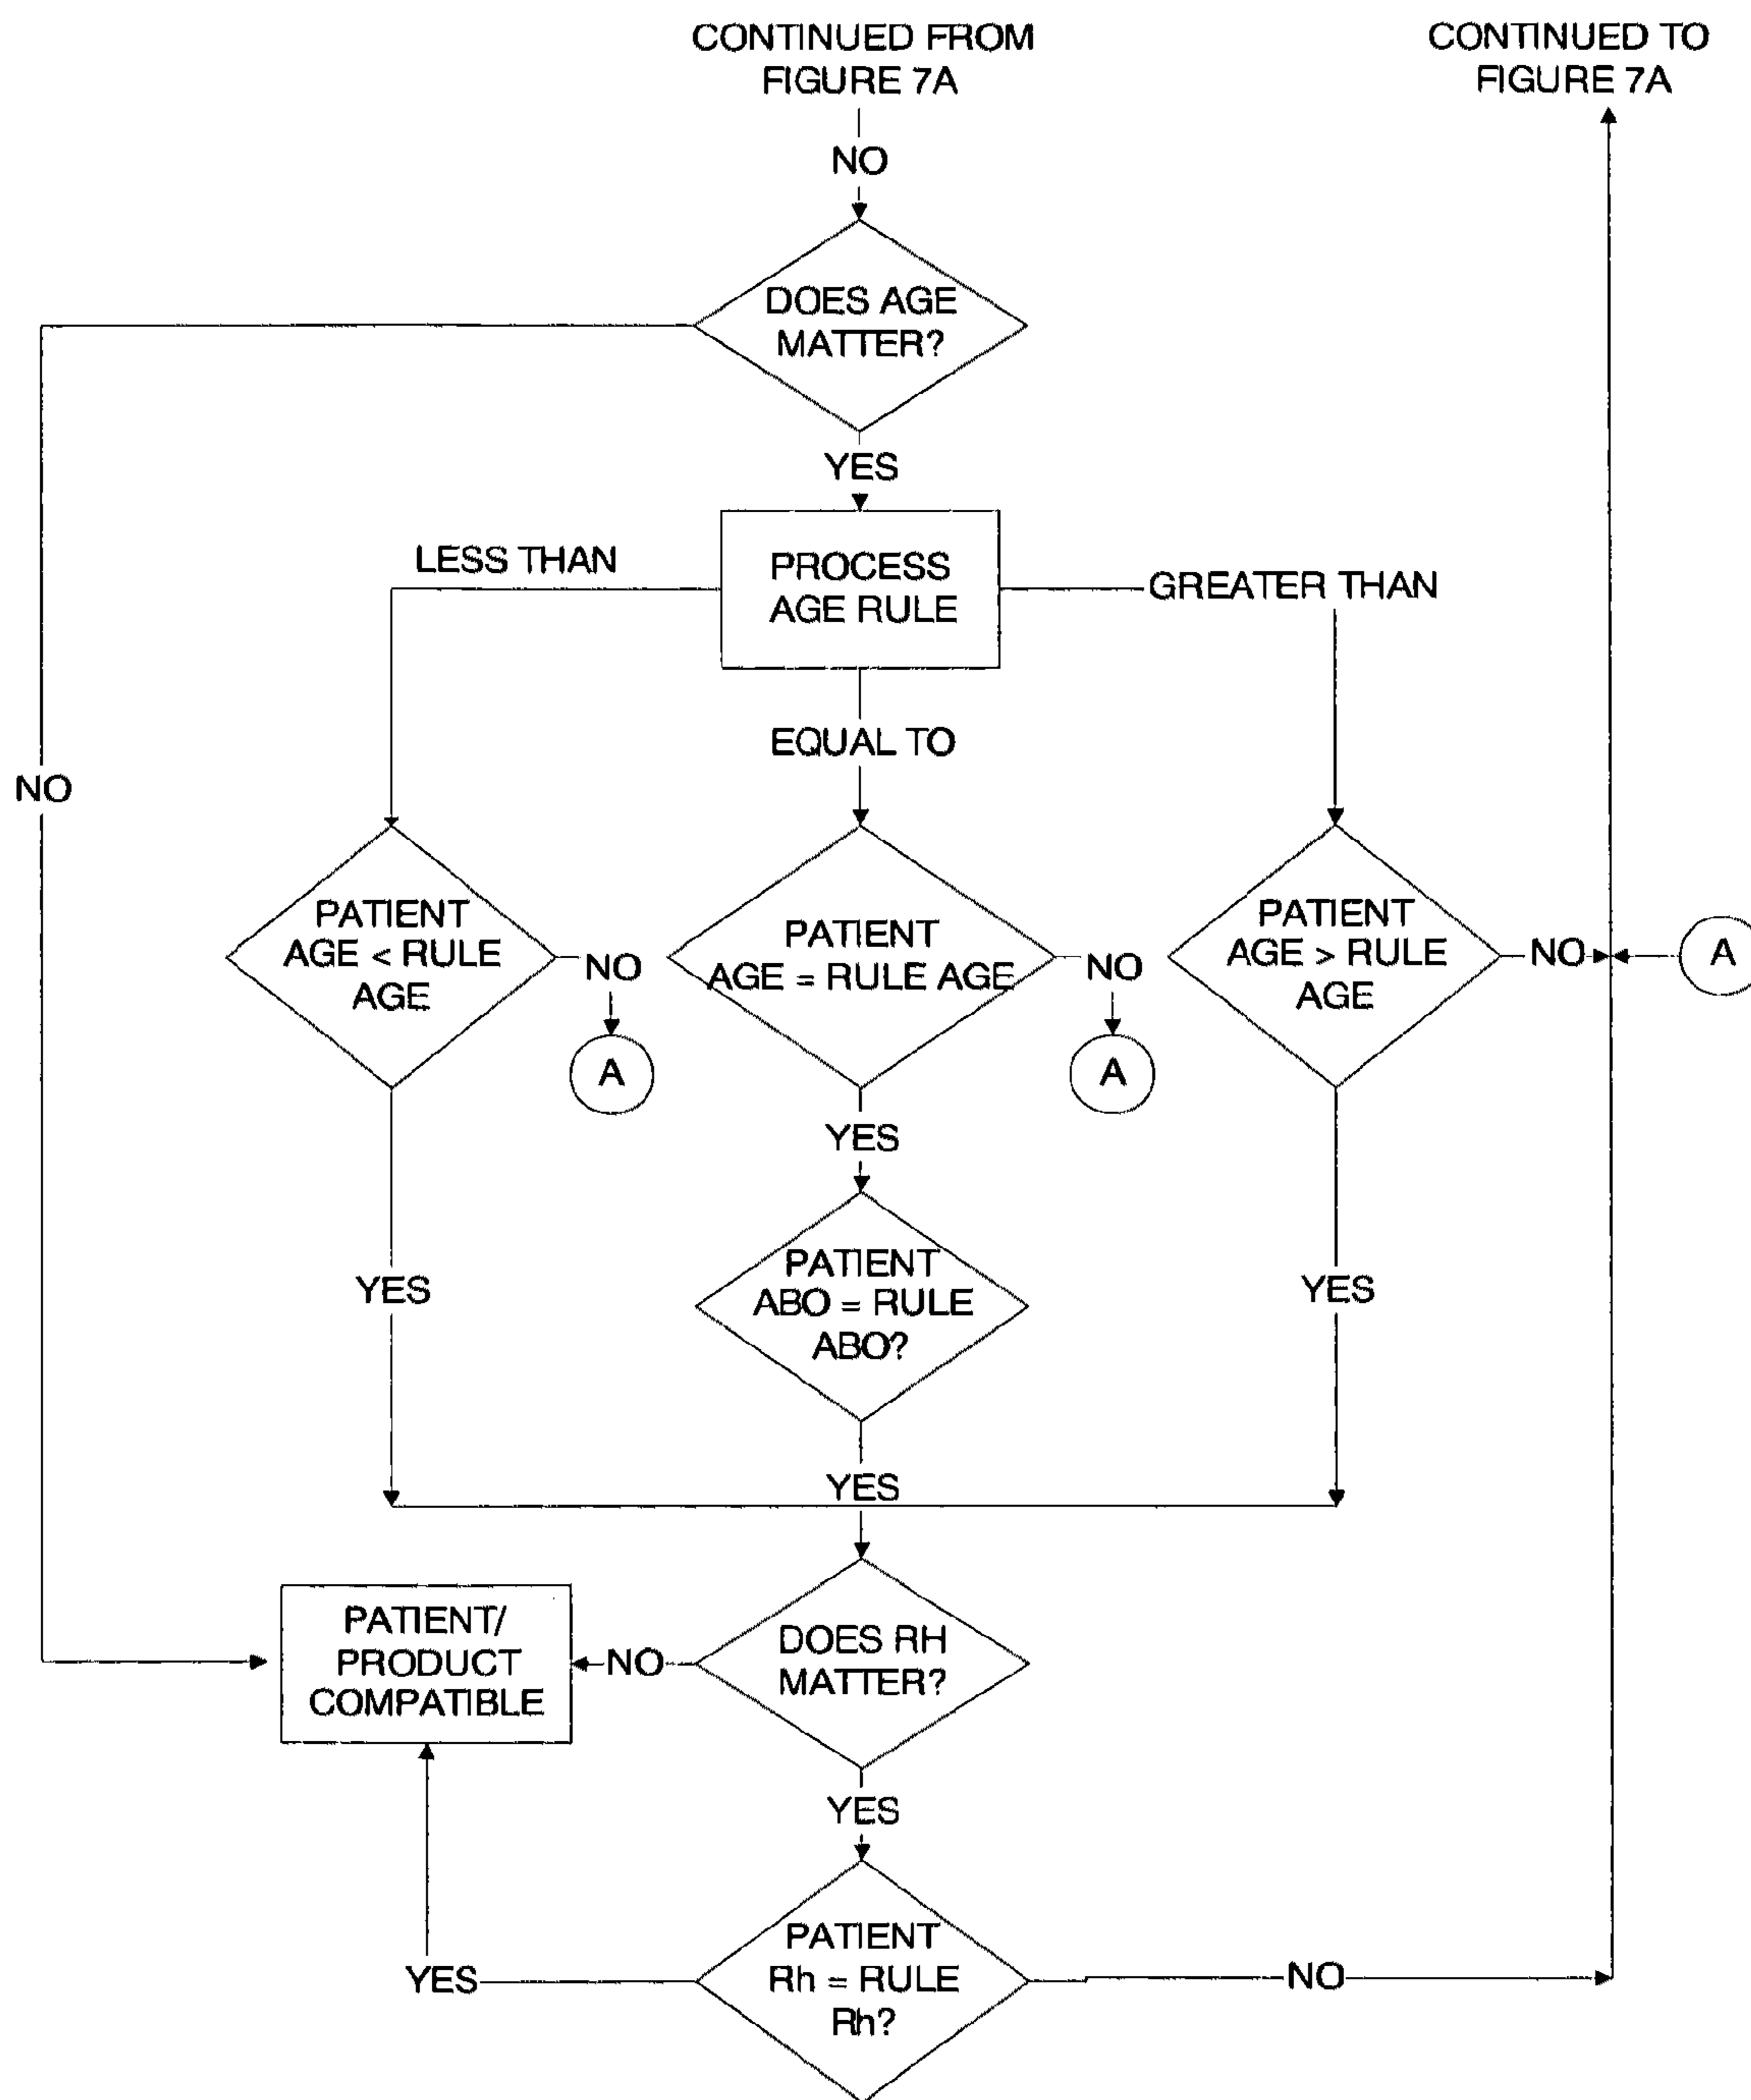 CONTINUED FROM
FIGURE 7A
CONTINUED TO
FIGURE 7A
NO
DOES AGE
MATTER?
YES
LESS THAN
PROCESS
AGE RULE
GREATER THAN
EQUAL TO
NO
PATIENT
AGE < RULE
AGE
NO
A
PATIENT
AGE = RULE AGE
NO
A
PATIENT
AGE > RULE
AGE
NO
A
YES
PATIENT
ABO = RULE
ABO?
YES
YES
YES
PATIENT/
PRODUCT
COMPATIBLE
NO
DOES RH
MATTER?
YES
PATIENT
Rh = RULE
Rh?
YES
NO